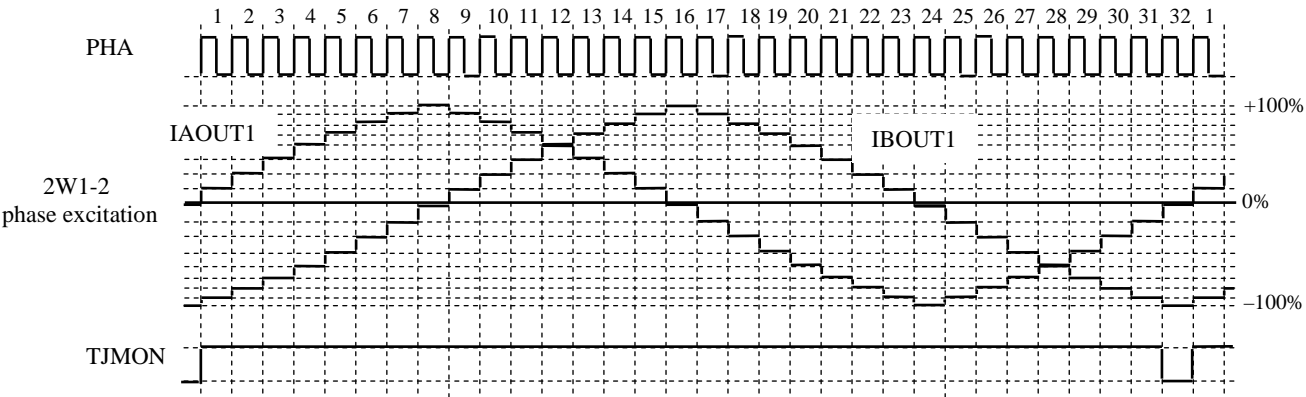 1 2 3 4 5 6 7 8 9 10 11 12 13 14 15 16 17 18 19 20 21 22 23 24 25 26 27 28 29 30 31 32 1
PHA
+100%
IAOUT1
IBOUT1
2W1-2
phase excitation
0%
–100%
TJMON